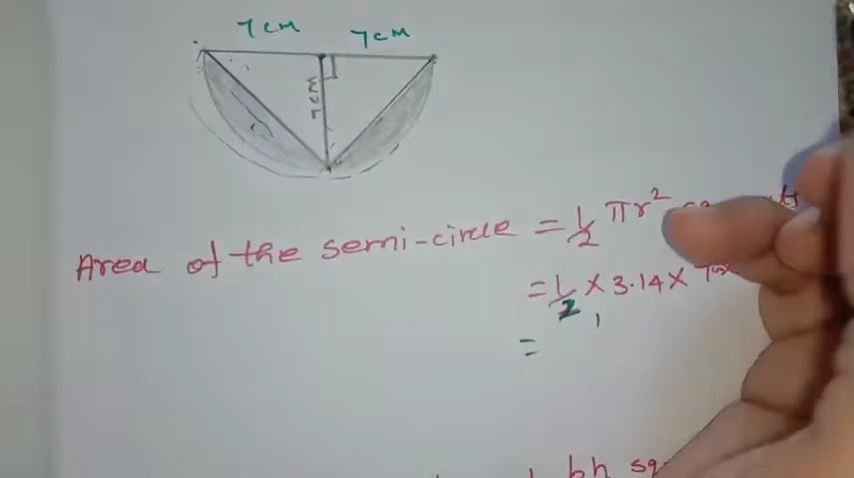 7cm 7cm
7cm
Area of the semi-circle = 1/2 πr²
= 1/2 × 3.14 ×
=
bh sq